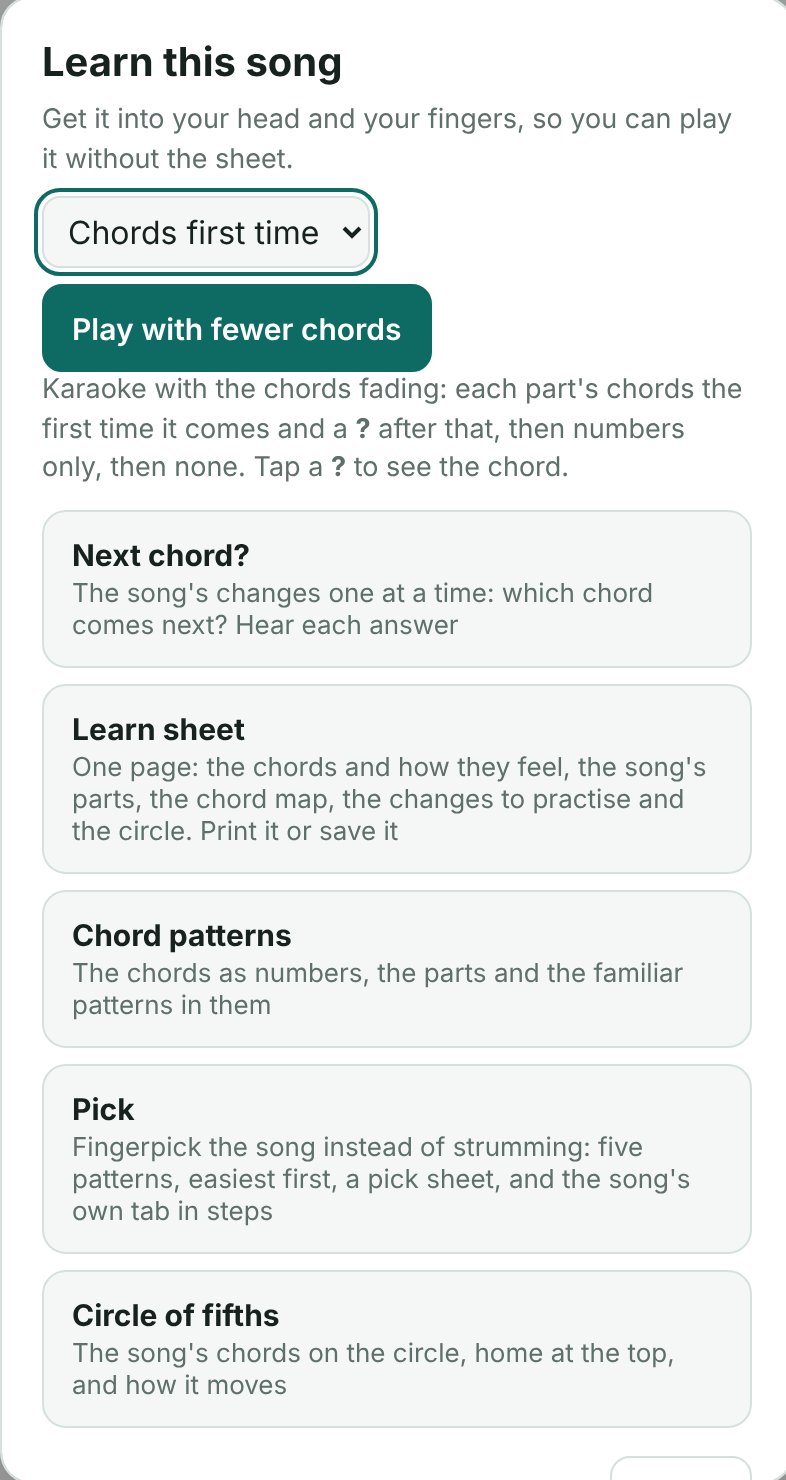 Learn this song
Get it into your head and your fingers, so you can play
it without the sheet.
Chords first time
Play with fewer chords
Karaoke with the chords fading: each part's chords the
first time it comes and a ? after that, then numbers
only, then none. Tap a ? to see the chord.
Next chord?
The song's changes one at a time: which chord
comes next? Hear each answer
Learn sheet
One page: the chords and how they feel, the song's
parts, the chord map, the changes to practise and
the circle. Print it or save it
Chord patterns
The chords as numbers, the parts and the familiar
patterns in them
Pick
Fingerpick the song instead of strumming: five
patterns, easiest first, a pick sheet, and the song's
own tab in steps
Circle of fifths
The song's chords on the circle, home at the top,
and how it moves